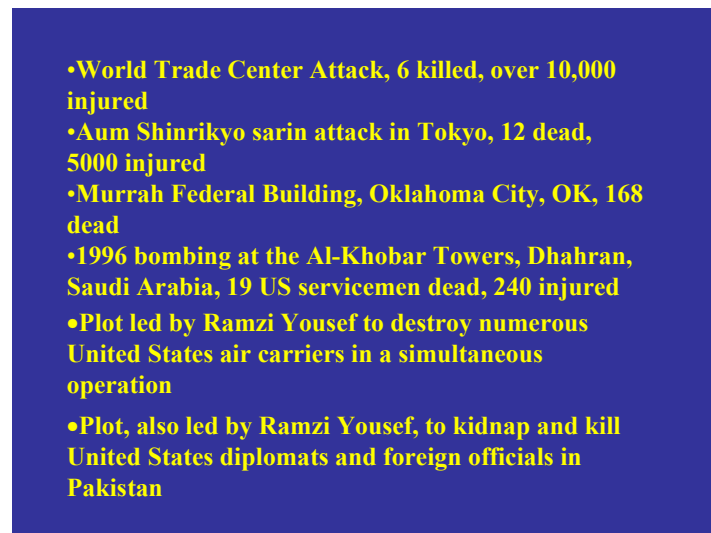 •World Trade Center Attack, 6 killed, over 10,000
injured
•Aum Shinrikyo sarin attack in Tokyo, 12 dead,
5000 injured
•Murrah Federal Building, Oklahoma City, OK, 168
dead
•1996 bombing at the Al-Khobar Towers, Dhahran,
Saudi Arabia, 19 US servicemen dead, 240 injured
•Plot led by Ramzi Yousef to destroy numerous
United States air carriers in a simultaneous
operation
•Plot, also led by Ramzi Yousef, to kidnap and kill
United States diplomats and foreign officials in
Pakistan